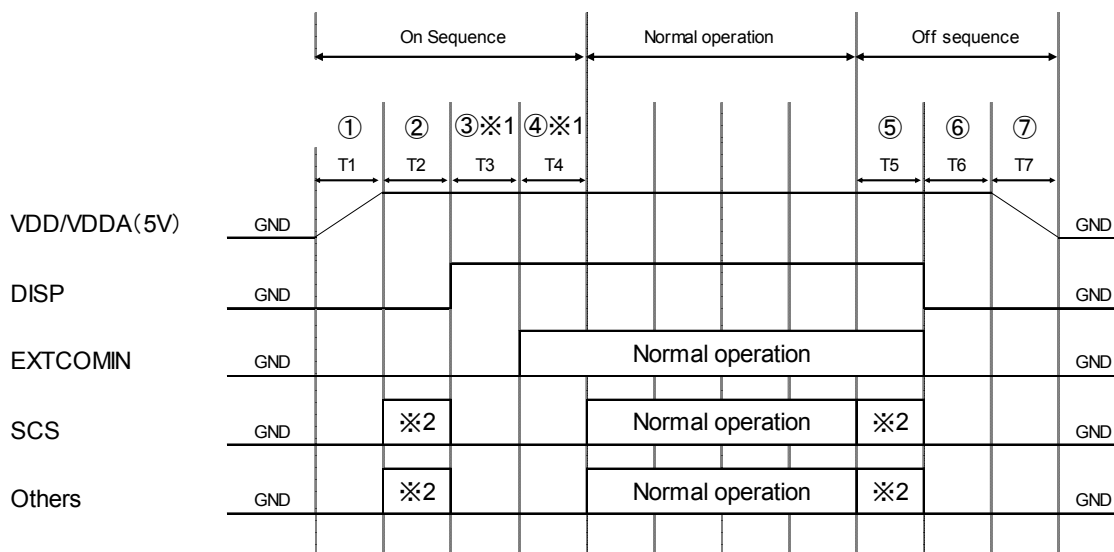 On Sequence Normal operation Off sequence
① ② ③※1 ④※1 ⑤ ⑥ ⑦
T1 T2 T3 T4 T5 T6 T7
VDD/VDDA(5V) GND GND
DISP GND GND
EXTCOMIN GND Normal operation GND
SCS GND ※2 Normal operation ※2 GND
Others GND ※2 Normal operation ※2 GND